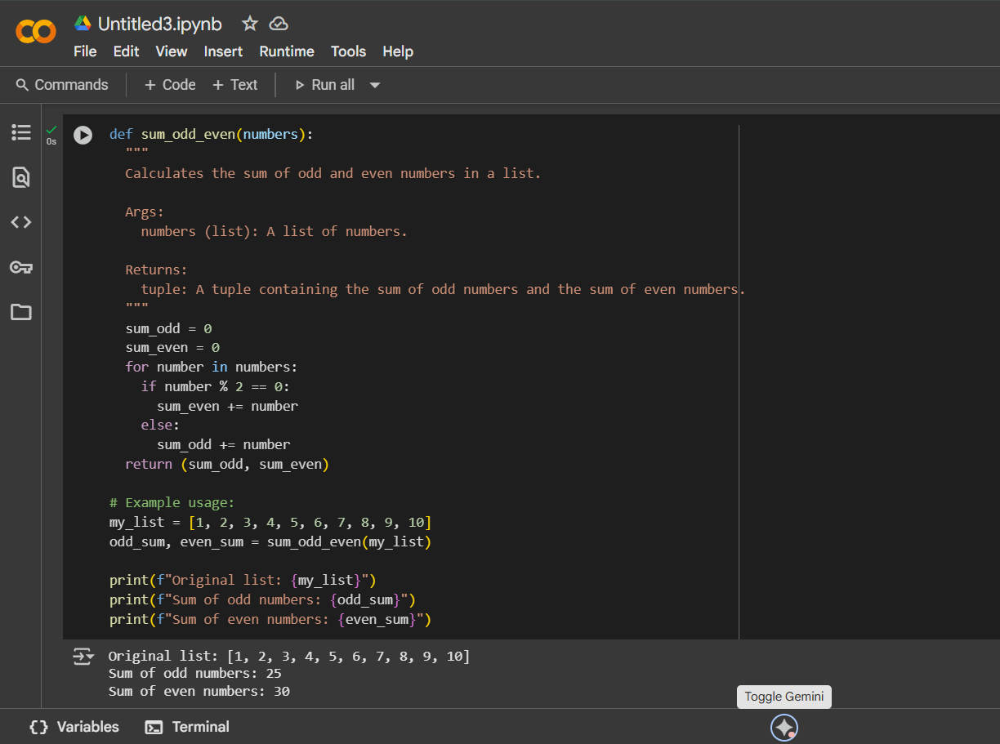 Untitled3.ipynb
File Edit View Insert Runtime Tools Help
Commands + Code + Text Run all
0s
def sum_odd_even(numbers):
  """
  Calculates the sum of odd and even numbers in a list.

  Args:
    numbers (list): A list of numbers.

  Returns:
    tuple: A tuple containing the sum of odd numbers and the sum of even numbers.
  """
  sum_odd = 0
  sum_even = 0
  for number in numbers:
    if number % 2 == 0:
      sum_even += number
    else:
      sum_odd += number
  return (sum_odd, sum_even)

# Example usage:
my_list = [1, 2, 3, 4, 5, 6, 7, 8, 9, 10]
odd_sum, even_sum = sum_odd_even(my_list)

print(f"Original list: {my_list}")
print(f"Sum of odd numbers: {odd_sum}")
print(f"Sum of even numbers: {even_sum}")
Original list: [1, 2, 3, 4, 5, 6, 7, 8, 9, 10]
Sum of odd numbers: 25
Sum of even numbers: 30
Toggle Gemini
{} Variables Terminal